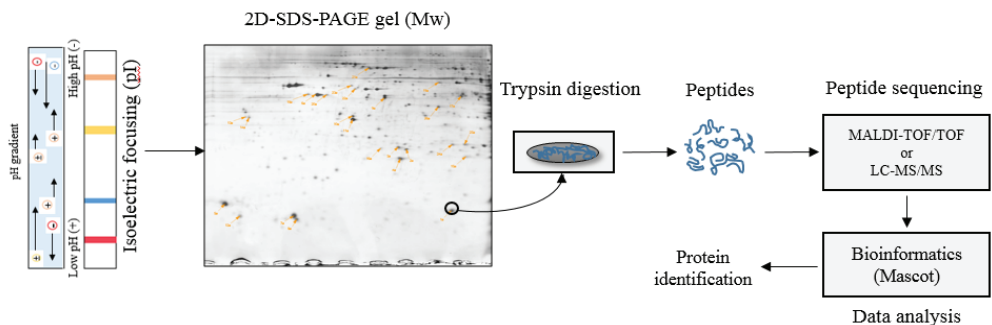 2D-SDS-PAGE gel (Mw)
pH gradient
High pH (-)
Low pH (+)
Isoelectric focusing (pI)
Trypsin digestion
Peptides
Peptide sequencing
MALDI-TOF/TOF
or
LC-MS/MS
Bioinformatics
(Mascot)
Data analysis
Protein
identification